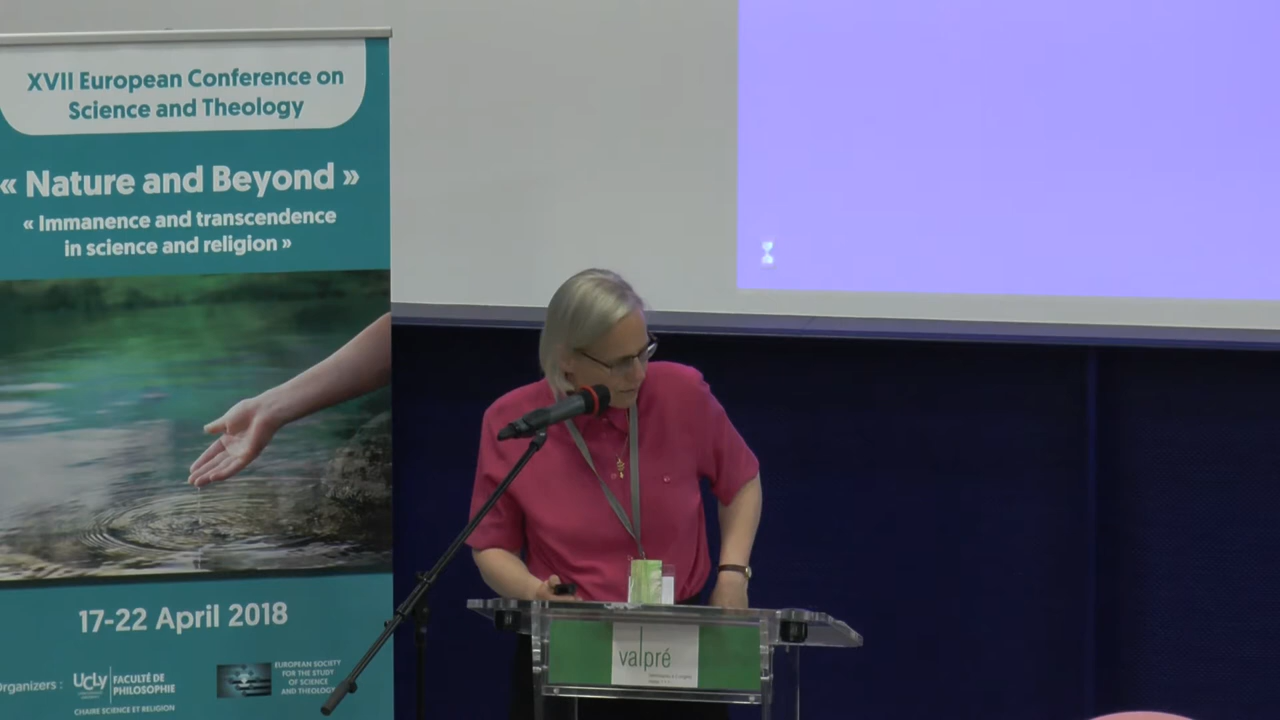 XVII European Conference on
Science and Theology
« Nature and Beyond »
« Immanence and transcendence
in science and religion »
17-22 April 2018
Organizers :
UCLy
FACULTÉ DE
PHILOSOPHIE
CHAIRE SCIENCE ET RELIGION
EUROPEAN SOCIETY
FOR THE STUDY
OF SCIENCE
AND THEOLOGY
valpré